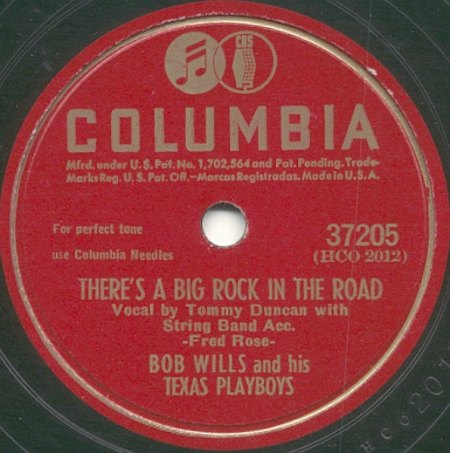 CBS
COLUMBIA
Mfrd. under U.S. Pat. No. 1,702,564 and Pat. Pending. Trade-
Marks Reg. U.S. Pat. Off.–Marcas Registradas. Made in U.S.A.
For perfect tone
use Columbia Needles
37205
(HCO 2012)
THERE'S A BIG ROCK IN THE ROAD
Vocal by Tommy Duncan with
String Band Acc.
-Fred Rose-
BOB WILLS and his
TEXAS PLAYBOYS